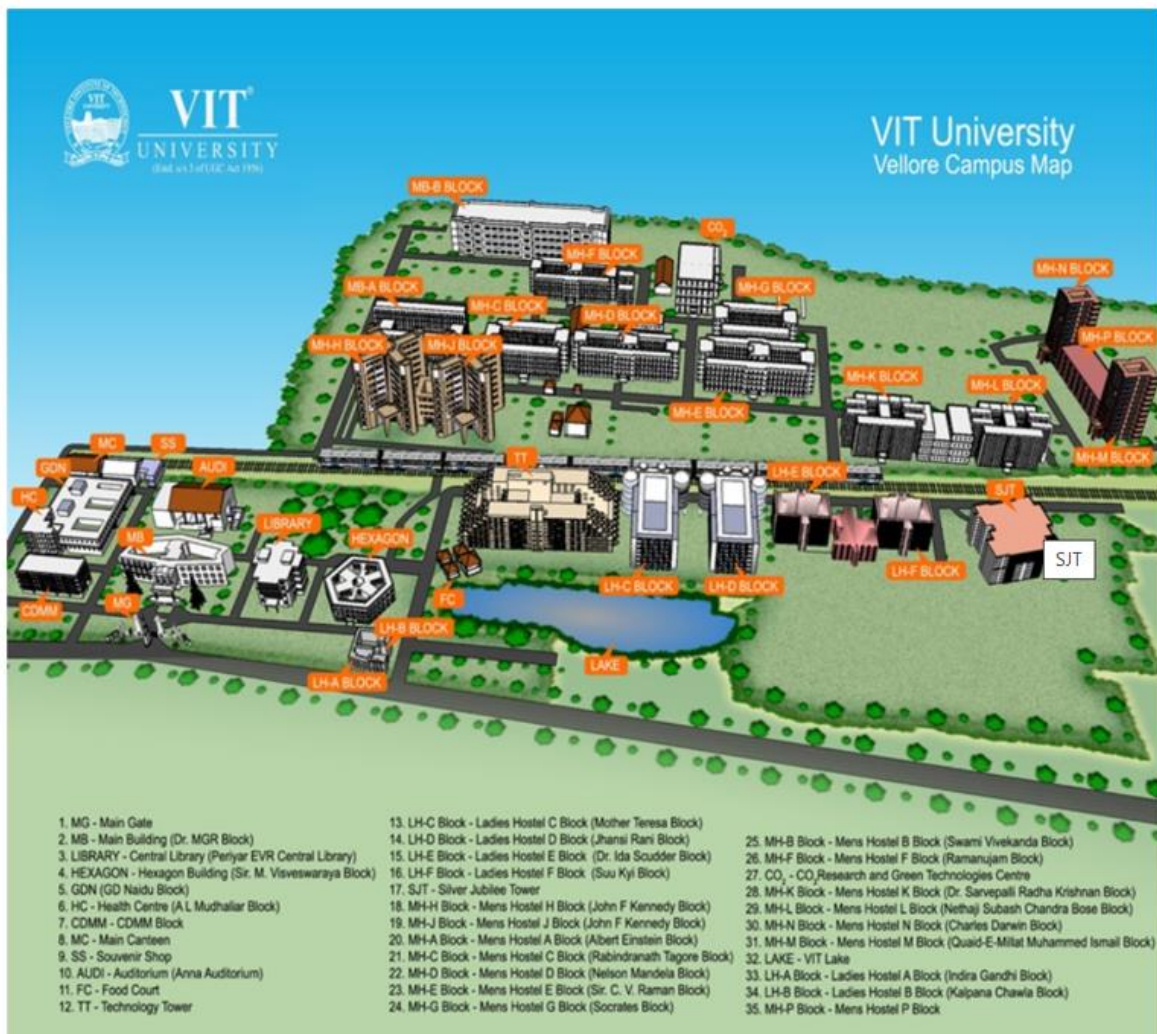 VIT®
UNIVERSITY
(Estd. u/s 3 of UGC Act 1956)
VIT University
Vellore Campus Map
MB-B BLOCK
CO₂
MH-F BLOCK
MH-N BLOCK
MB-A BLOCK
MH-C BLOCK
MH-G BLOCK
MH-D BLOCK
MH-H BLOCK
MH-J BLOCK
MH-P BLOCK
MH-K BLOCK
MH-L BLOCK
MH-E BLOCK
MC
SS
TT
MH-M BLOCK
GDN
AUDI
LH-E BLOCK
SJT
HC
LIBRARY
HEXAGON
MB
SJT
LH-F BLOCK
LH-C BLOCK
LH-D BLOCK
CDMM
MG
FC
LH-B BLOCK
LAKE
LH-A BLOCK
1. MG - Main Gate
2. MB - Main Building (Dr. MGR Block)
3. LIBRARY - Central Library (Periyar EVR Central Library)
4. HEXAGON - Hexagon Building (Sir. M. Visveswaraya Block)
5. GDN (GD Naidu Block)
6. HC - Health Centre (A L Mudhaliar Block)
7. CDMM - CDMM Block
8. MC - Main Canteen
9. SS - Souvenir Shop
10. AUDI - Auditorium (Anna Auditorium)
11. FC - Food Court
12. TT - Technology Tower
13. LH-C Block - Ladies Hostel C Block (Mother Teresa Block)
14. LH-D Block - Ladies Hostel D Block (Jhansi Rani Block)
15. LH-E Block - Ladies Hostel E Block (Dr. Ida Scudder Block)
16. LH-F Block - Ladies Hostel F Block (Suu Kyi Block)
17. SJT - Silver Jubilee Tower
18. MH-H Block - Mens Hostel H Block (John F Kennedy Block)
19. MH-J Block - Mens Hostel J Block (John F Kennedy Block)
20. MH-A Block - Mens Hostel A Block (Albert Einstein Block)
21. MH-C Block - Mens Hostel C Block (Rabindranath Tagore Block)
22. MH-D Block - Mens Hostel D Block (Nelson Mandela Block)
23. MH-E Block - Mens Hostel E Block (Sir. C. V. Raman Block)
24. MH-G Block - Mens Hostel G Block (Socrates Block)
25. MH-B Block - Mens Hostel B Block (Swami Vivekanda Block)
26. MH-F Block - Mens Hostel F Block (Ramanujam Block)
27. CO₂ - CO₂Research and Green Technologies Centre
28. MH-K Block - Mens Hostel K Block (Dr. Sarvepalli Radha Krishnan Block)
29. MH-L Block - Mens Hostel L Block (Nethaji Subash Chandra Bose Block)
30. MH-N Block - Mens Hostel N Block (Charles Darwin Block)
31. MH-M Block - Mens Hostel M Block (Quaid-E-Millat Muhammed Ismail Block)
32. LAKE - VIT Lake
33. LH-A Block - Ladies Hostel A Block (Indira Gandhi Block)
34. LH-B Block - Ladies Hostel B Block (Kalpana Chawla Block)
35. MH-P Block - Mens Hostel P Block